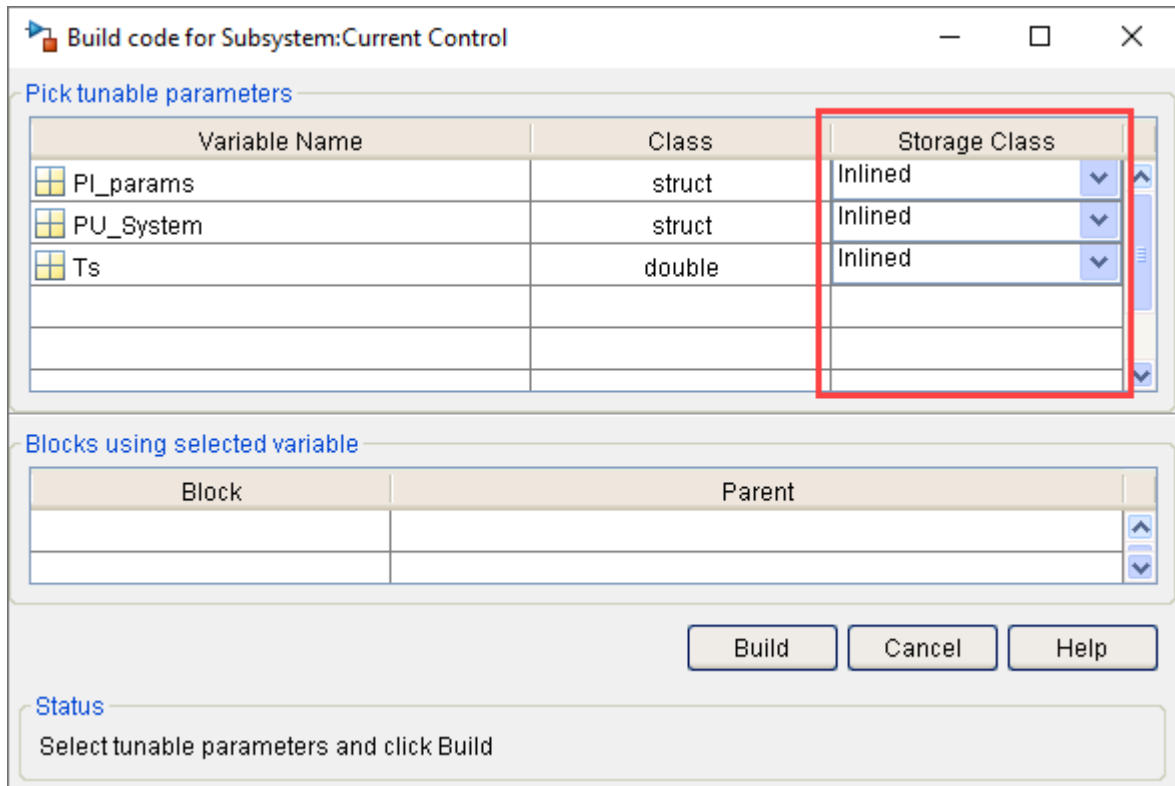 Build code for Subsystem:Current Control
Pick tunable parameters
Variable Name Class Storage Class
PI_params struct Inlined
PU_System struct Inlined
Ts double Inlined
Blocks using selected variable
Block Parent
Build Cancel Help
Status
Select tunable parameters and click Build